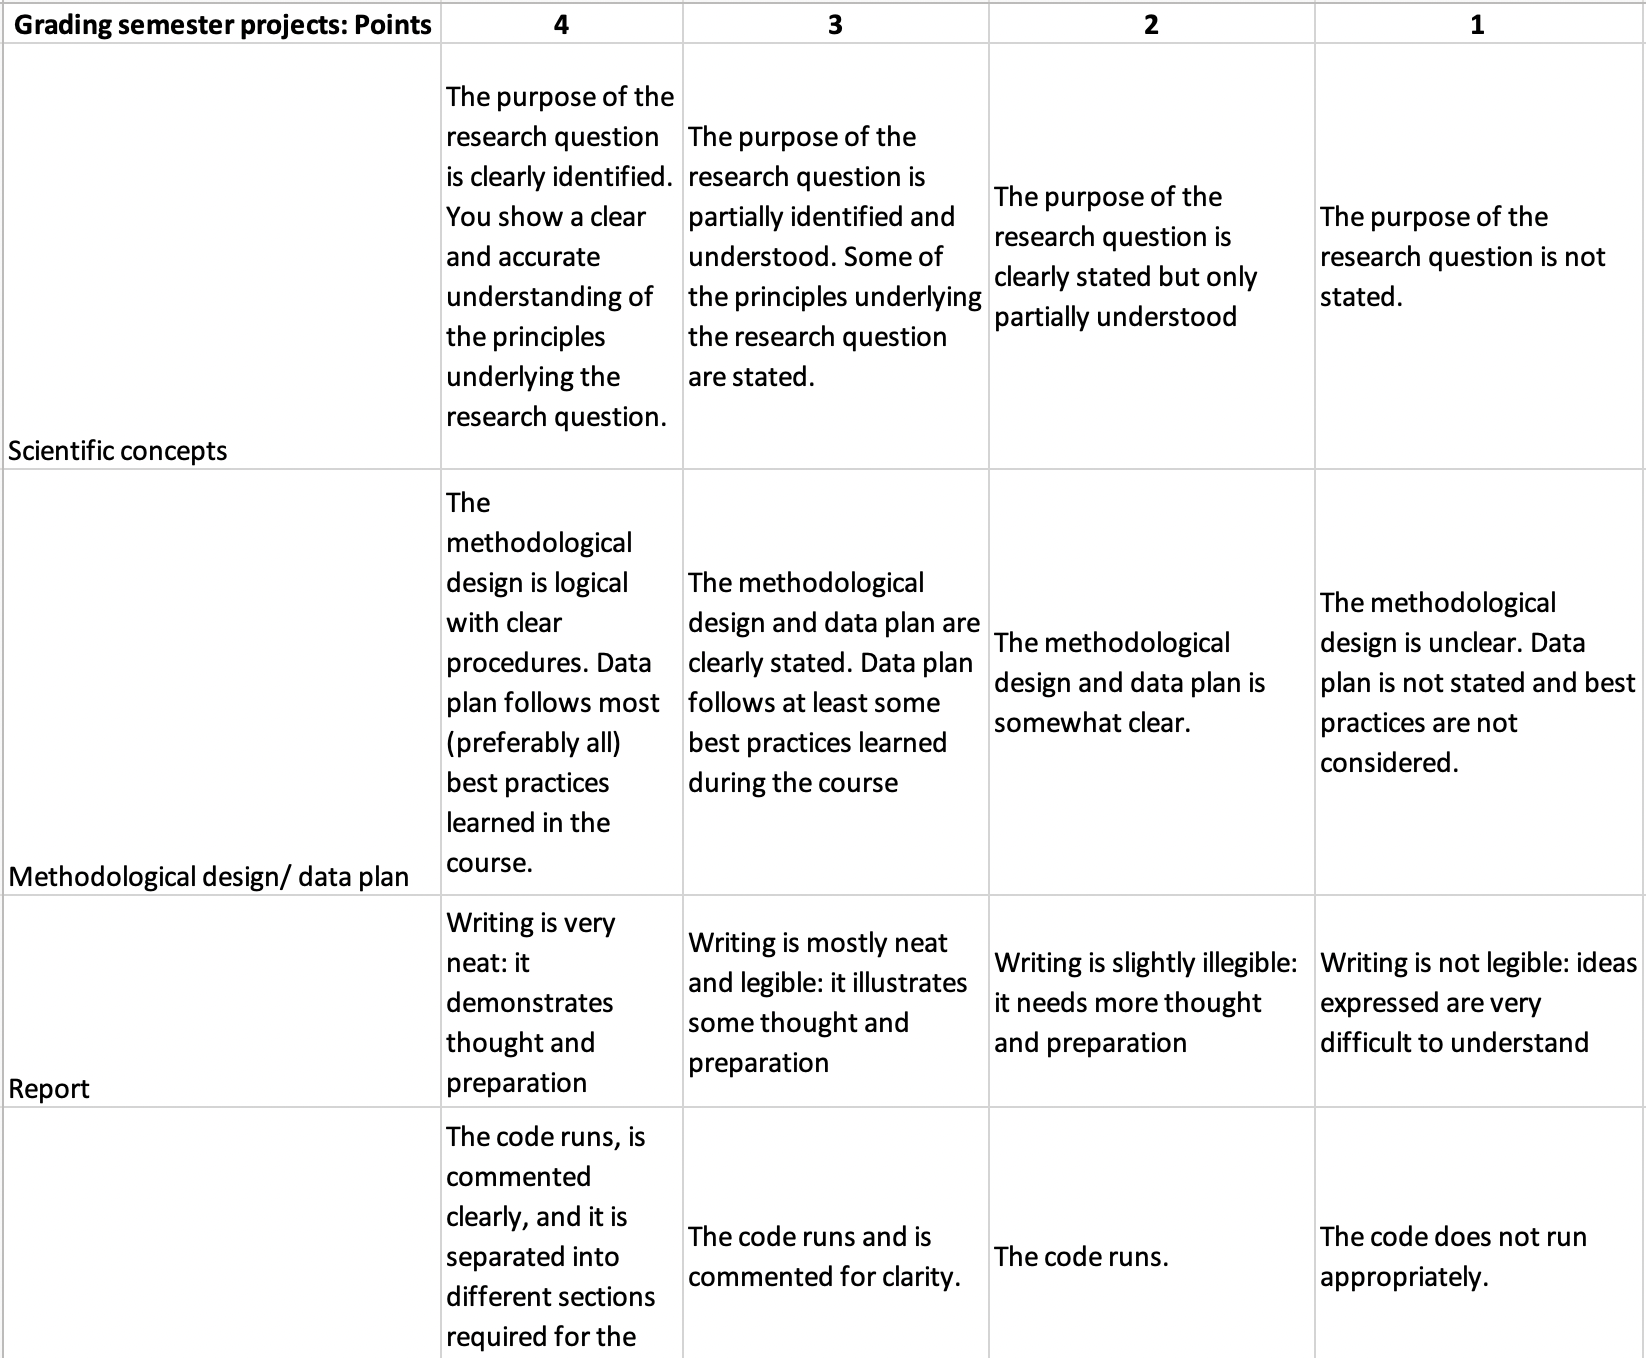 Grading semester projects: Points 4 3 2 1
The purpose of the
research question
is clearly identified.
You show a clear
and accurate
understanding of
the principles
underlying the
research question.
The purpose of the
research question is
partially identified and
understood. Some of
the principles underlying
the research question
are stated.
The purpose of the
research question is
clearly stated but only
partially understood
The purpose of the
research question is not
stated.
Scientific concepts
The
methodological
design is logical
with clear
procedures. Data
plan follows most
(preferably all)
best practices
learned in the
course.
The methodological
design and data plan are
clearly stated. Data plan
follows at least some
best practices learned
during the course
The methodological
design and data plan is
somewhat clear.
The methodological
design is unclear. Data
plan is not stated and best
practices are not
considered.
Methodological design/ data plan
Writing is very
neat: it
demonstrates
thought and
preparation
Writing is mostly neat
and legible: it illustrates
some thought and
preparation
Writing is slightly illegible:
it needs more thought
and preparation
Writing is not legible: ideas
expressed are very
difficult to understand
Report
The code runs, is
commented
clearly, and it is
separated into
different sections
required for the
The code runs and is
commented for clarity.
The code runs.
The code does not run
appropriately.